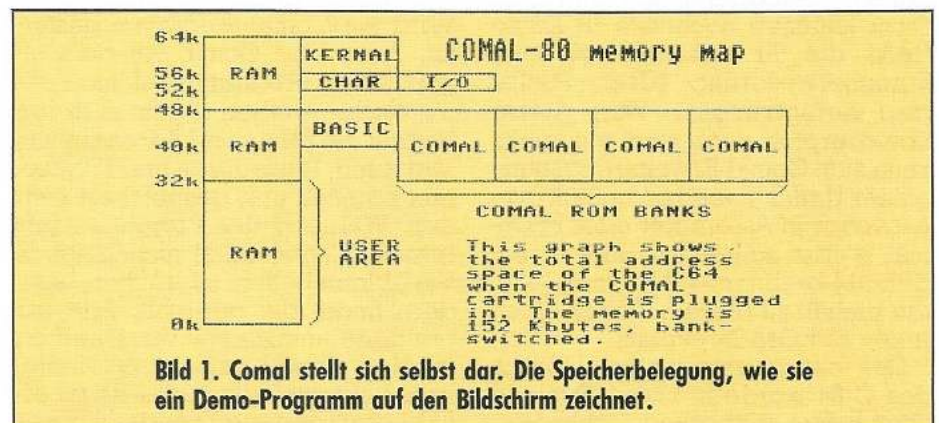 64k
KERNAL
COMAL-80 memory map
56k
RAM
CHAR
I/O
52k
48k
BASIC
40k
RAM
COMAL
COMAL
COMAL
COMAL
32k
COMAL ROM BANKS
RAM
USER
AREA
This graph shows
the total address
space of the C64
when the COMAL
cartridge is plugged
in. The memory is
152 Kbytes, bank-
switched.
0k
Bild 1. Comal stellt sich selbst dar. Die Speicherbelegung, wie sie
ein Demo-Programm auf den Bildschirm zeichnet.